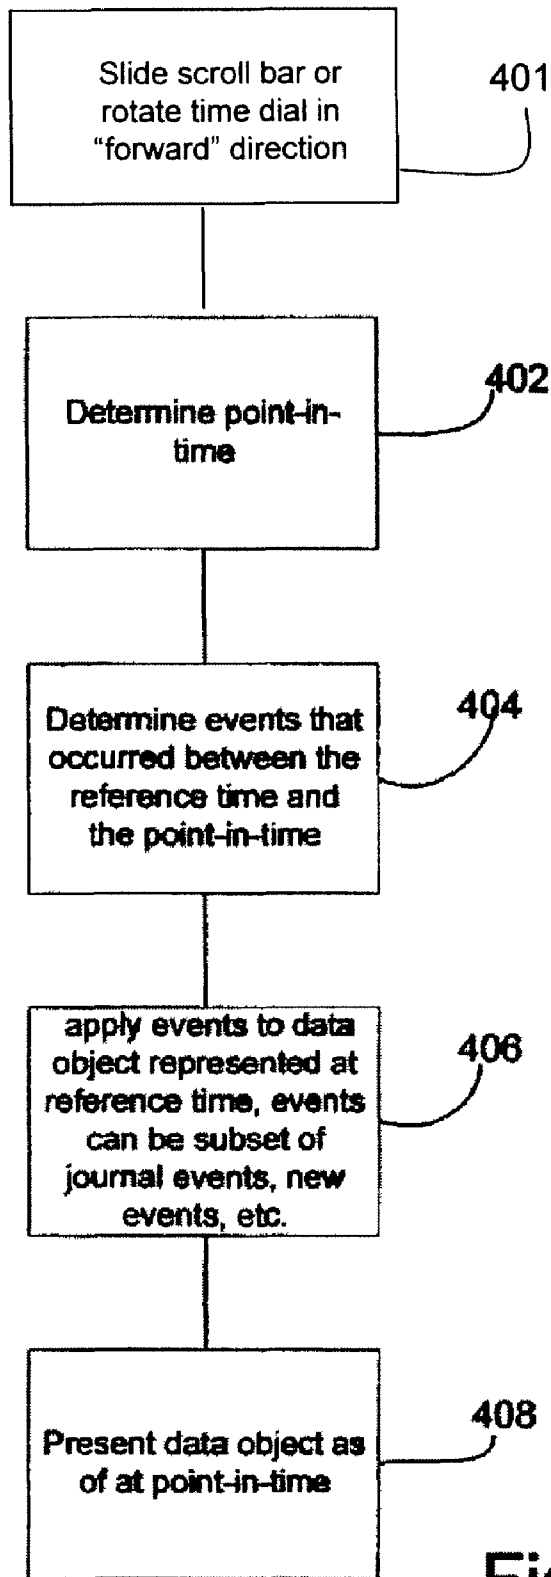 Slide scroll bar or
rotate time dial in
“forward” direction
401
Determine point-in-
time
402
Determine events that
occurred between the
reference time and
the point-in-time
404
apply events to data
object represented at
reference time, events
can be subset of
journal events, new
events, etc.
406
Present data object as
of at point-in-time
408